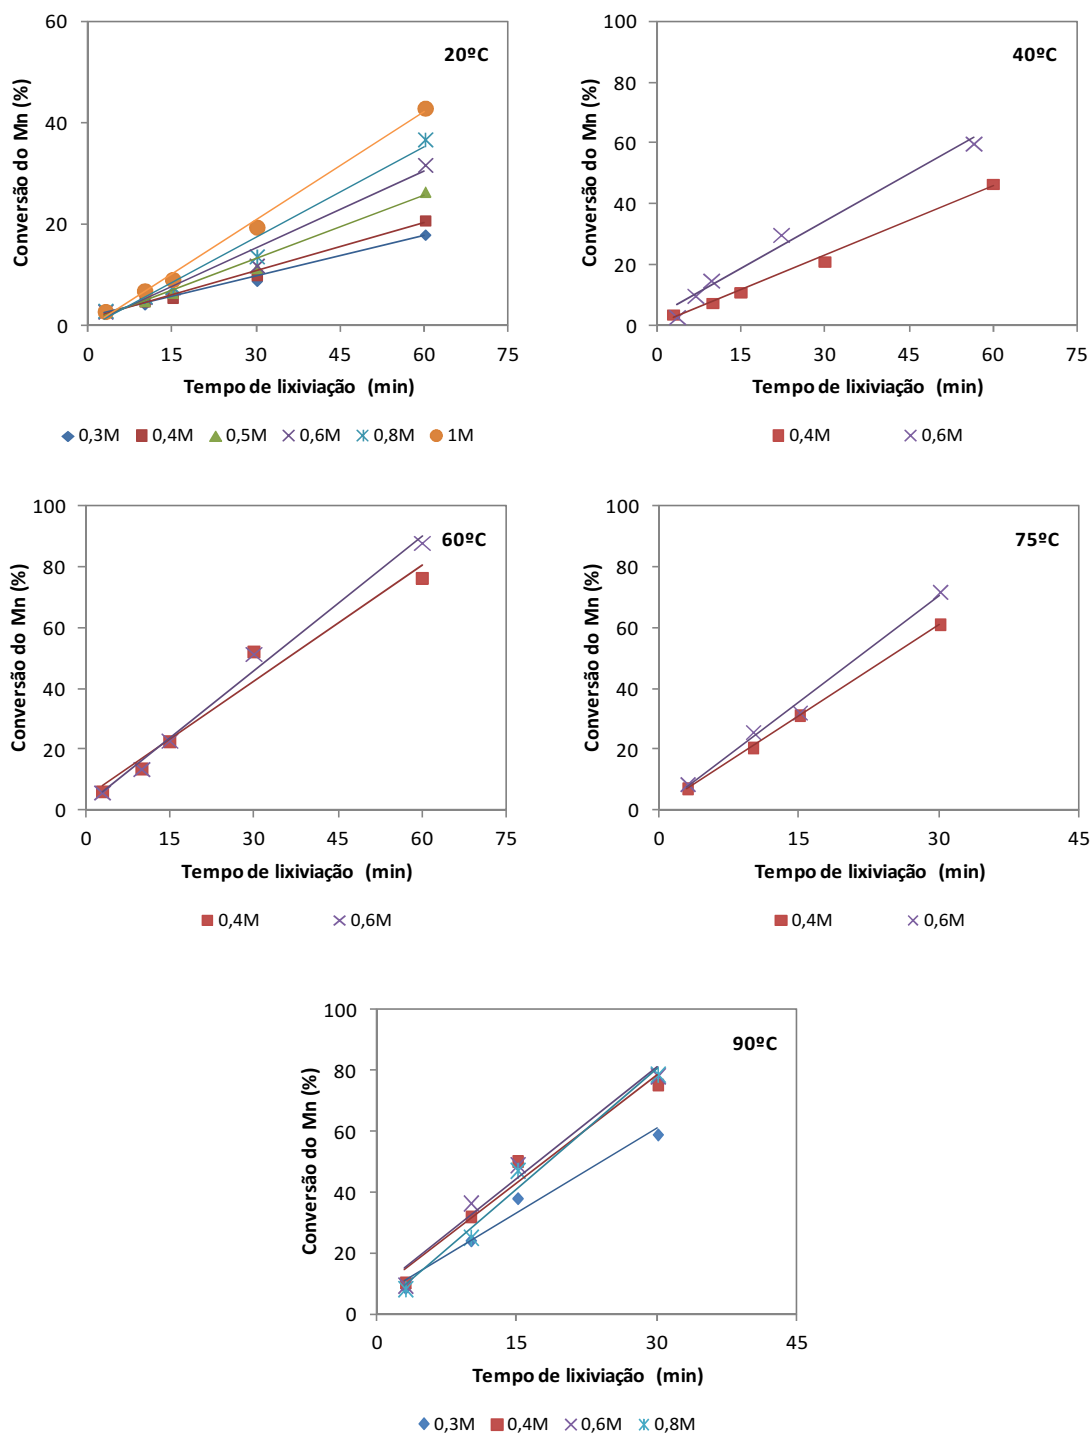 60
40
20
0
Conversão do Mn (%)
20ºC
0 15 30 45 60 75
Tempo de lixiviação (min)
0,3M 0,4M 0,5M 0,6M 0,8M 1M
100
80
60
40
20
0
Conversão do Mn (%)
40ºC
0 15 30 45 60 75
Tempo de lixiviação (min)
0,4M 0,6M
100
80
60
40
20
0
Conversão do Mn (%)
60ºC
0 15 30 45 60 75
Tempo de lixiviação (min)
0,4M 0,6M
100
80
60
40
20
0
Conversão do Mn (%)
75ºC
0 15 30 45
Tempo de lixiviação (min)
0,4M 0,6M
100
80
60
40
20
0
Conversão do Mn (%)
90ºC
0 15 30 45
Tempo de lixiviação (min)
0,3M 0,4M 0,6M 0,8M